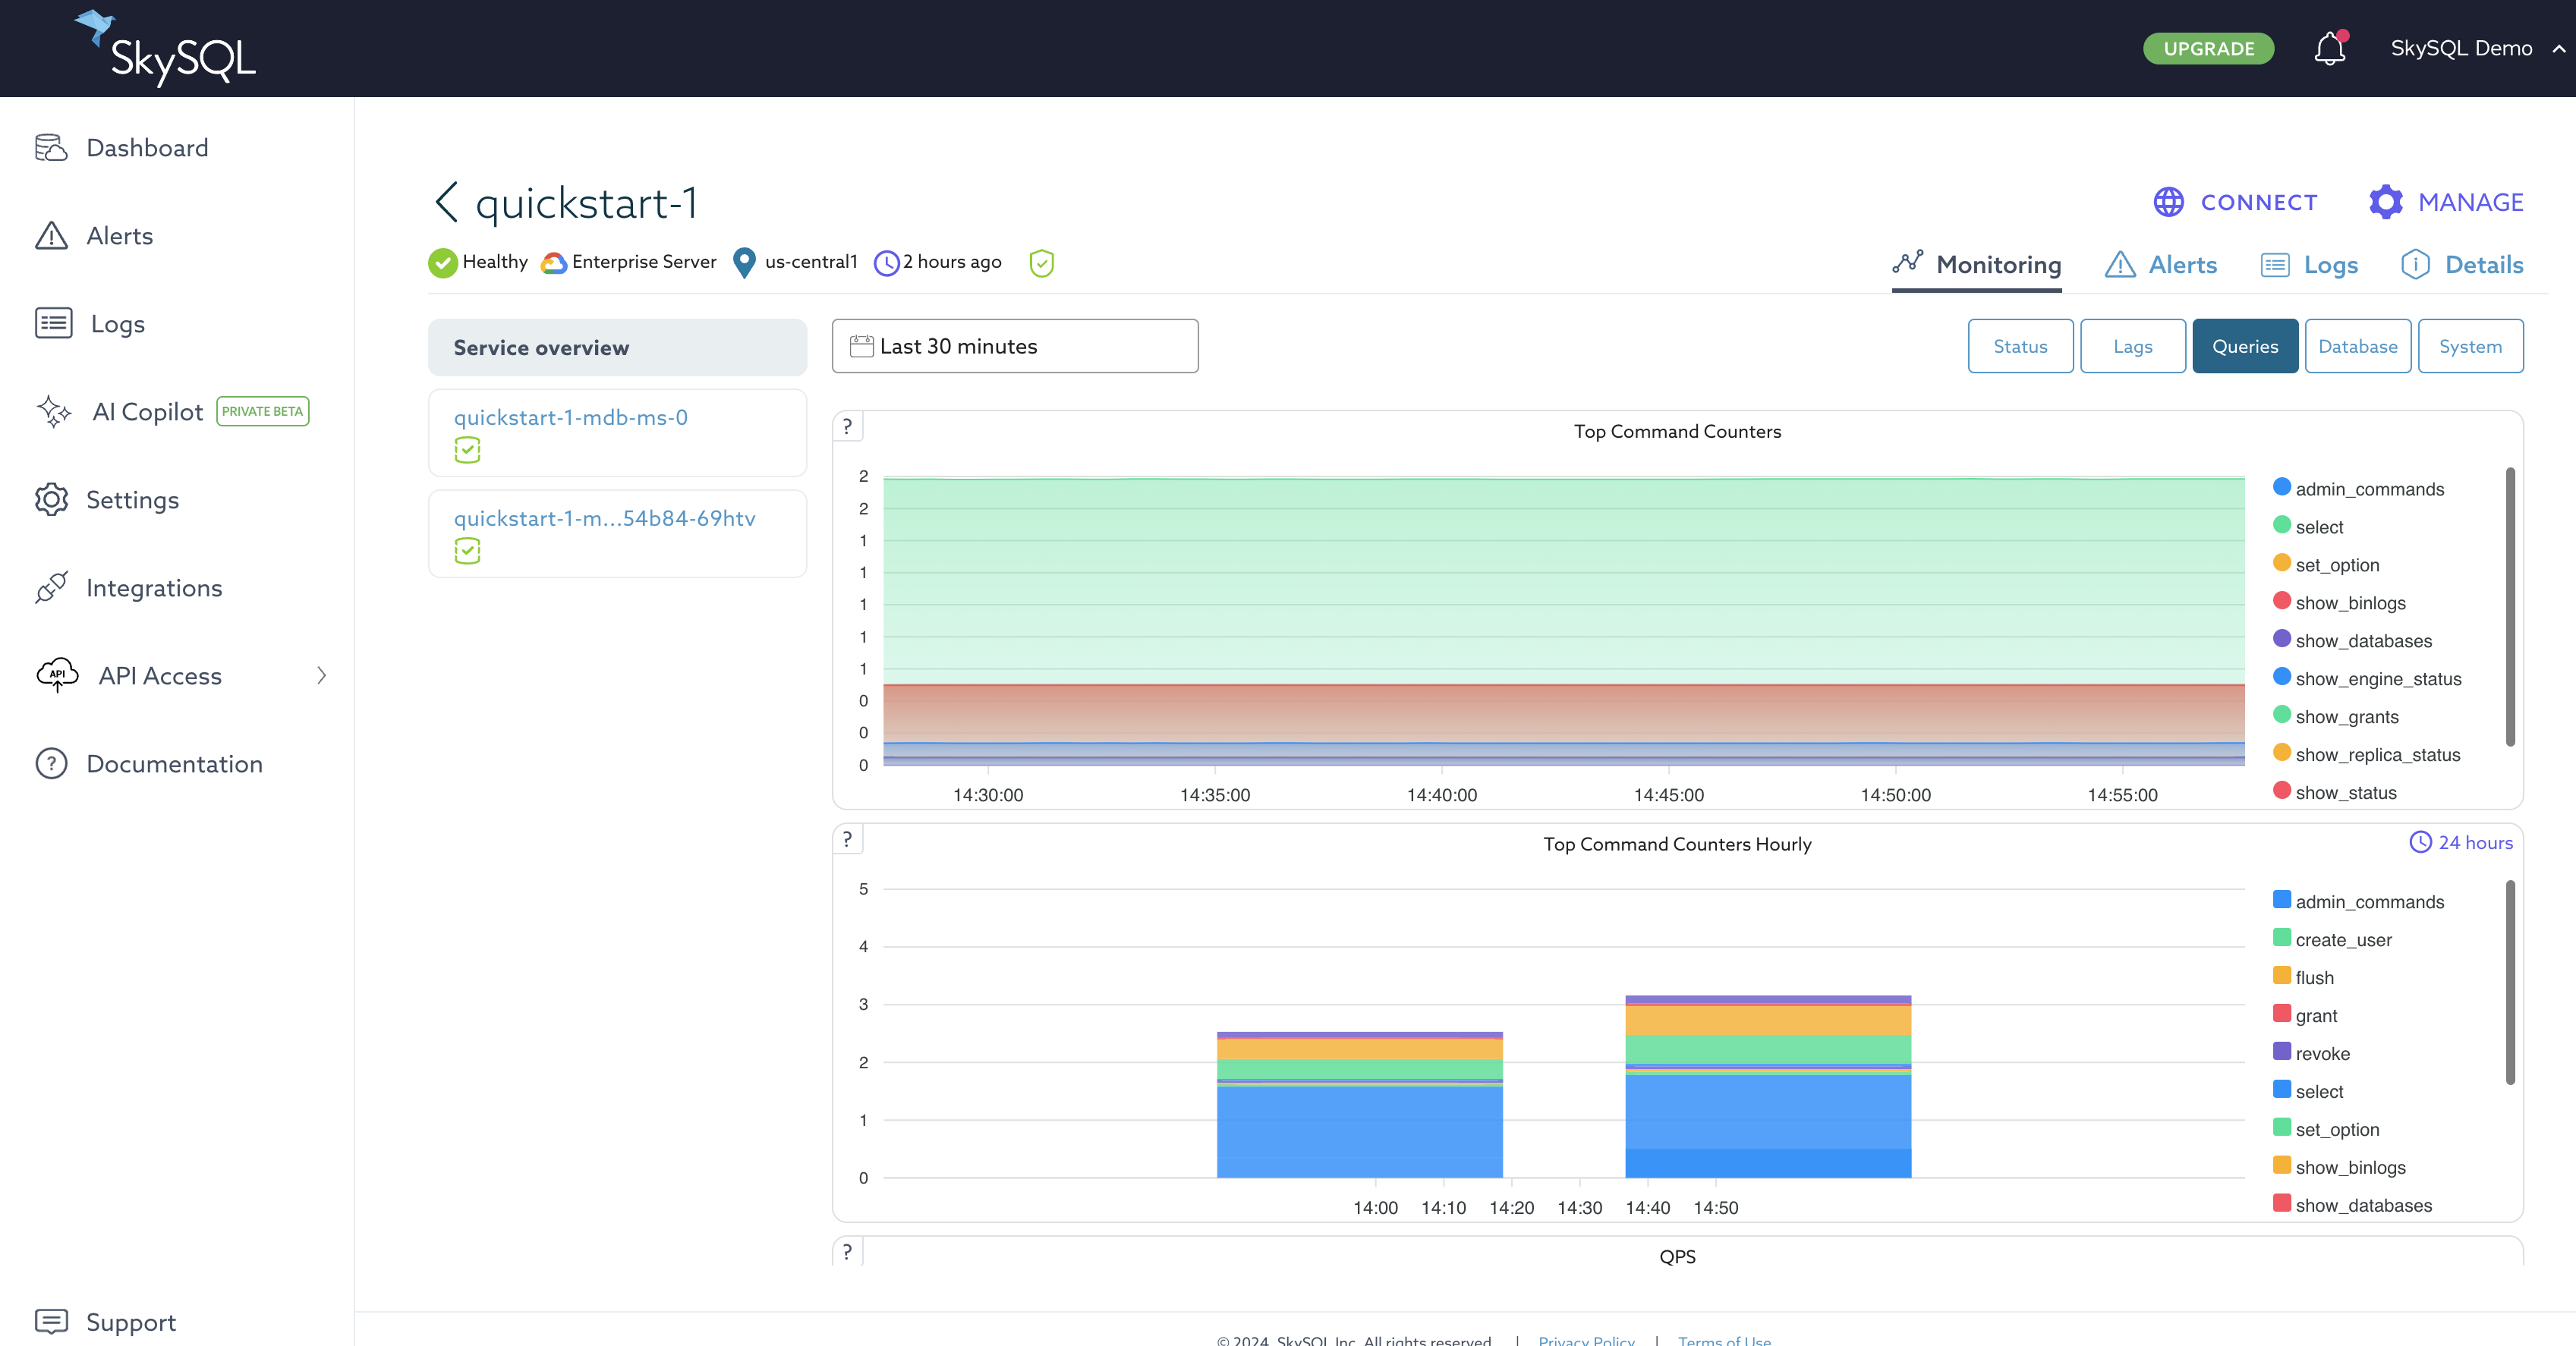 SkySQL
UPGRADE
SkySQL Demo
Dashboard
Alerts
Logs
AI Copilot PRIVATE BETA
Settings
Integrations
API API Access
? Documentation
Support
quickstart-1
CONNECT
MANAGE
Healthy Enterprise Server us-central1 2 hours ago
Monitoring Alerts Logs Details
Service overview
quickstart-1-mdb-ms-0
quickstart-1-m...54b84-69htv
Last 30 minutes
Status Lags Queries Database System
?
Top Command Counters
2
2
1
1
1
1
1
0
0
0
14:30:00 14:35:00 14:40:00 14:45:00 14:50:00 14:55:00
admin_commands
select
set_option
show_binlogs
show_databases
show_engine_status
show_grants
show_replica_status
show_status
?
Top Command Counters Hourly
24 hours
5
4
3
2
1
0
14:00 14:10 14:20 14:30 14:40 14:50
admin_commands
create_user
flush
grant
revoke
select
set_option
show_binlogs
show_databases
?
QPS
© 2024 SkySQL Inc. All rights reserved. | Privacy Policy | Terms of Use